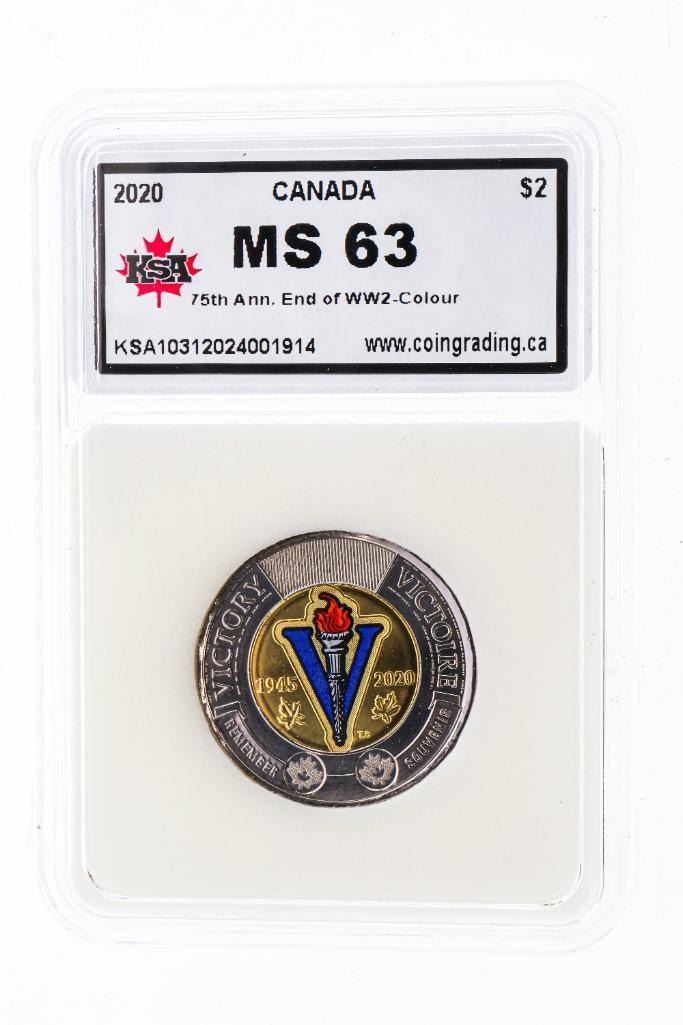 2020 CANADA $2
MS 63
KSA
75th Ann. End of WW2-Colour
KSA10312024001914 www.coingrading.ca
VICTORY VICTOIRE
1945 2020
T.B
REMEMBER SOUVENIR